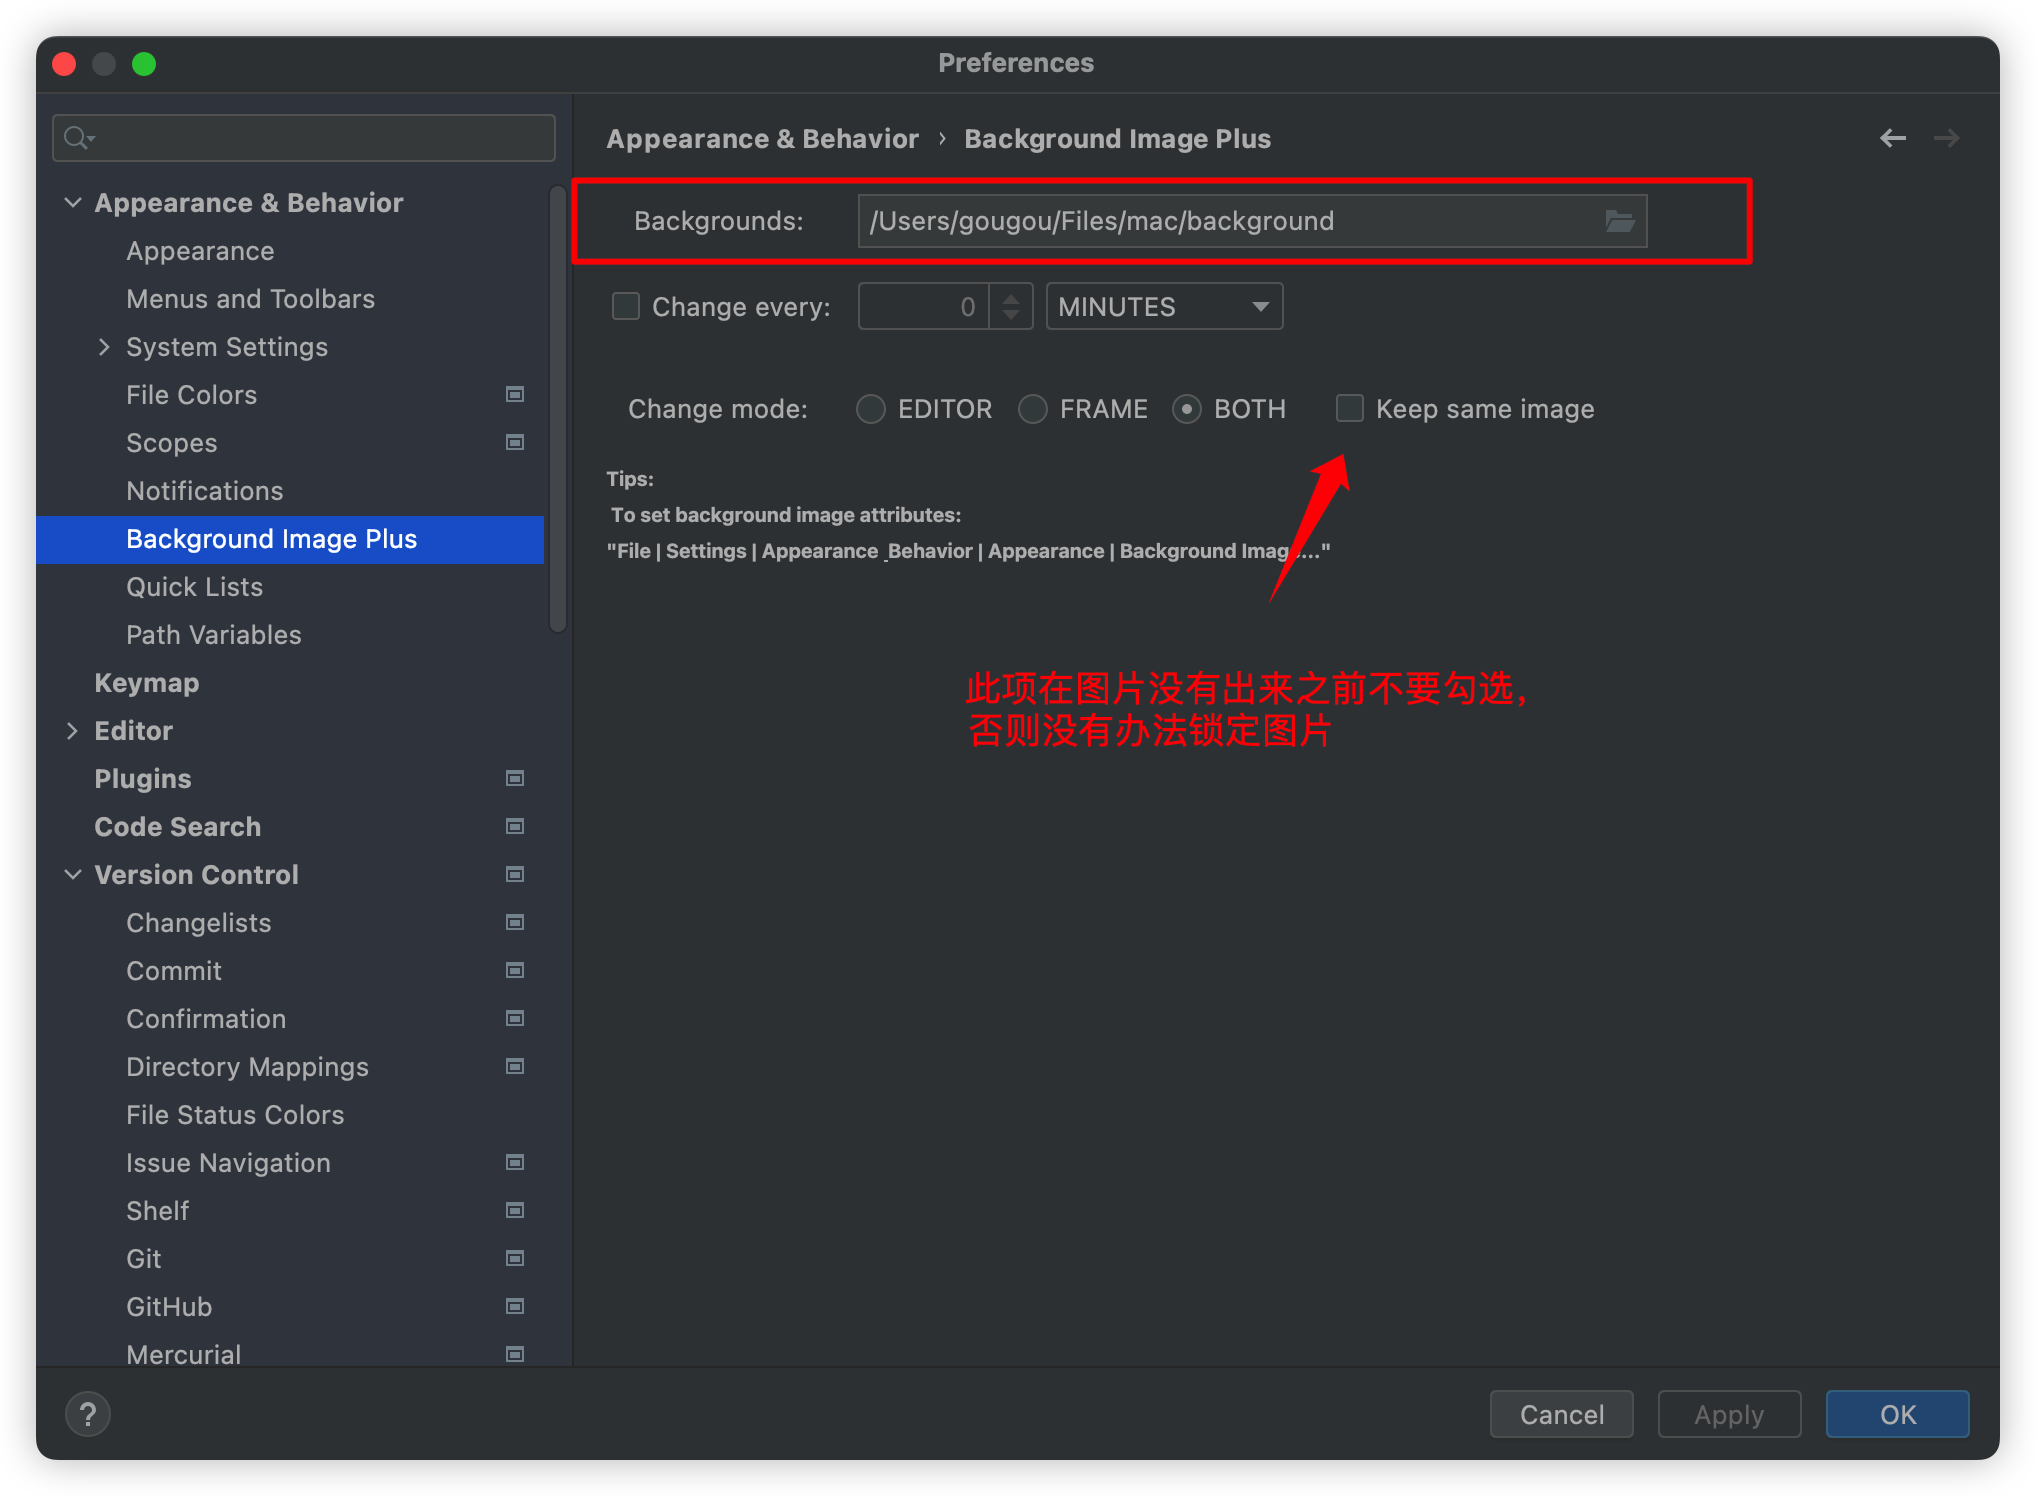 Preferences
Appearance & Behavior
Appearance
Menus and Toolbars
System Settings
File Colors
Scopes
Notifications
Background Image Plus
Quick Lists
Path Variables
Keymap
Editor
Plugins
Code Search
Version Control
Changelists
Commit
Confirmation
Directory Mappings
File Status Colors
Issue Navigation
Shelf
Git
GitHub
Mercurial
Appearance & Behavior › Background Image Plus
Backgrounds: /Users/gougou/Files/mac/background
Change every: 0 MINUTES
Change mode: EDITOR FRAME BOTH Keep same image
Tips:
To set background image attributes:
"File | Settings | Appearance _Behavior | Appearance | Background Image..."
此项在图片没有出来之前不要勾选，
否则没有办法锁定图片
? Cancel Apply OK